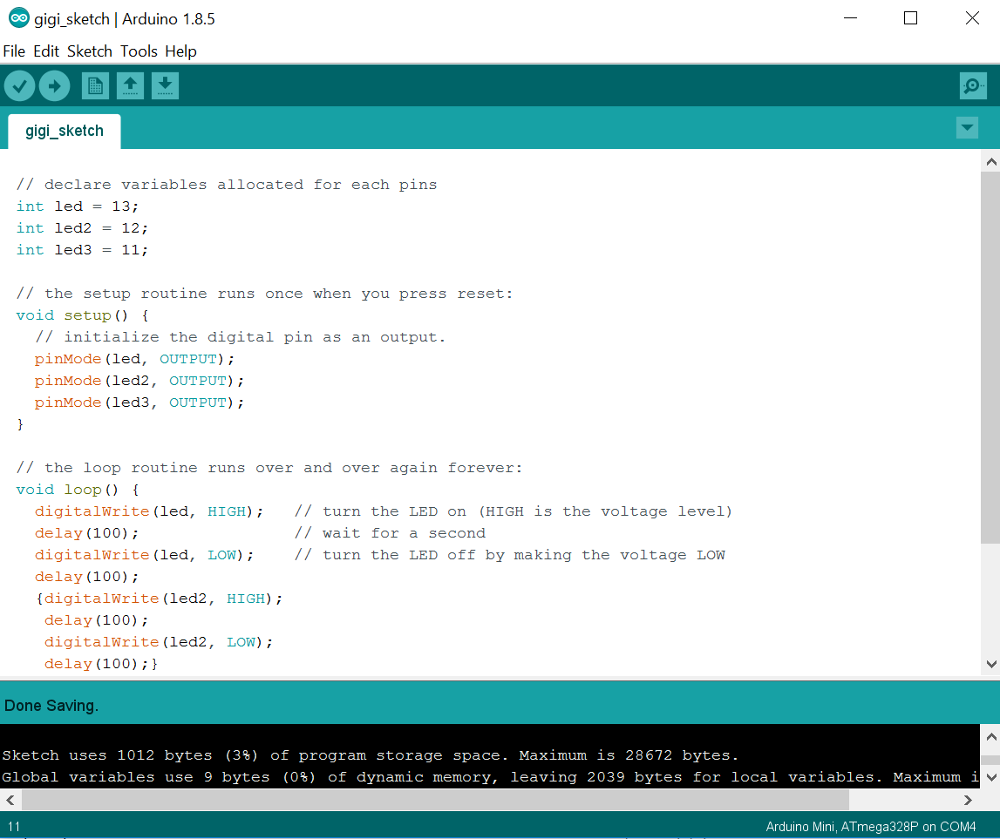 gigi_sketch | Arduino 1.8.5
File Edit Sketch Tools Help
gigi_sketch
// declare variables allocated for each pins
int led = 13;
int led2 = 12;
int led3 = 11;
// the setup routine runs once when you press reset:
void setup() {
// initialize the digital pin as an output.
pinMode(led, OUTPUT);
pinMode(led2, OUTPUT);
pinMode(led3, OUTPUT);
}
// the loop routine runs over and over again forever:
void loop() {
digitalWrite(led, HIGH); // turn the LED on (HIGH is the voltage level)
delay(100); // wait for a second
digitalWrite(led, LOW); // turn the LED off by making the voltage LOW
delay(100);
{digitalWrite(led2, HIGH);
delay(100);
digitalWrite(led2, LOW);
delay(100);}
Done Saving.
Sketch uses 1012 bytes (3%) of program storage space. Maximum is 28672 bytes.
Global variables use 9 bytes (0%) of dynamic memory, leaving 2039 bytes for local variables. Maximum i
11
Arduino Mini, ATmega328P on COM4